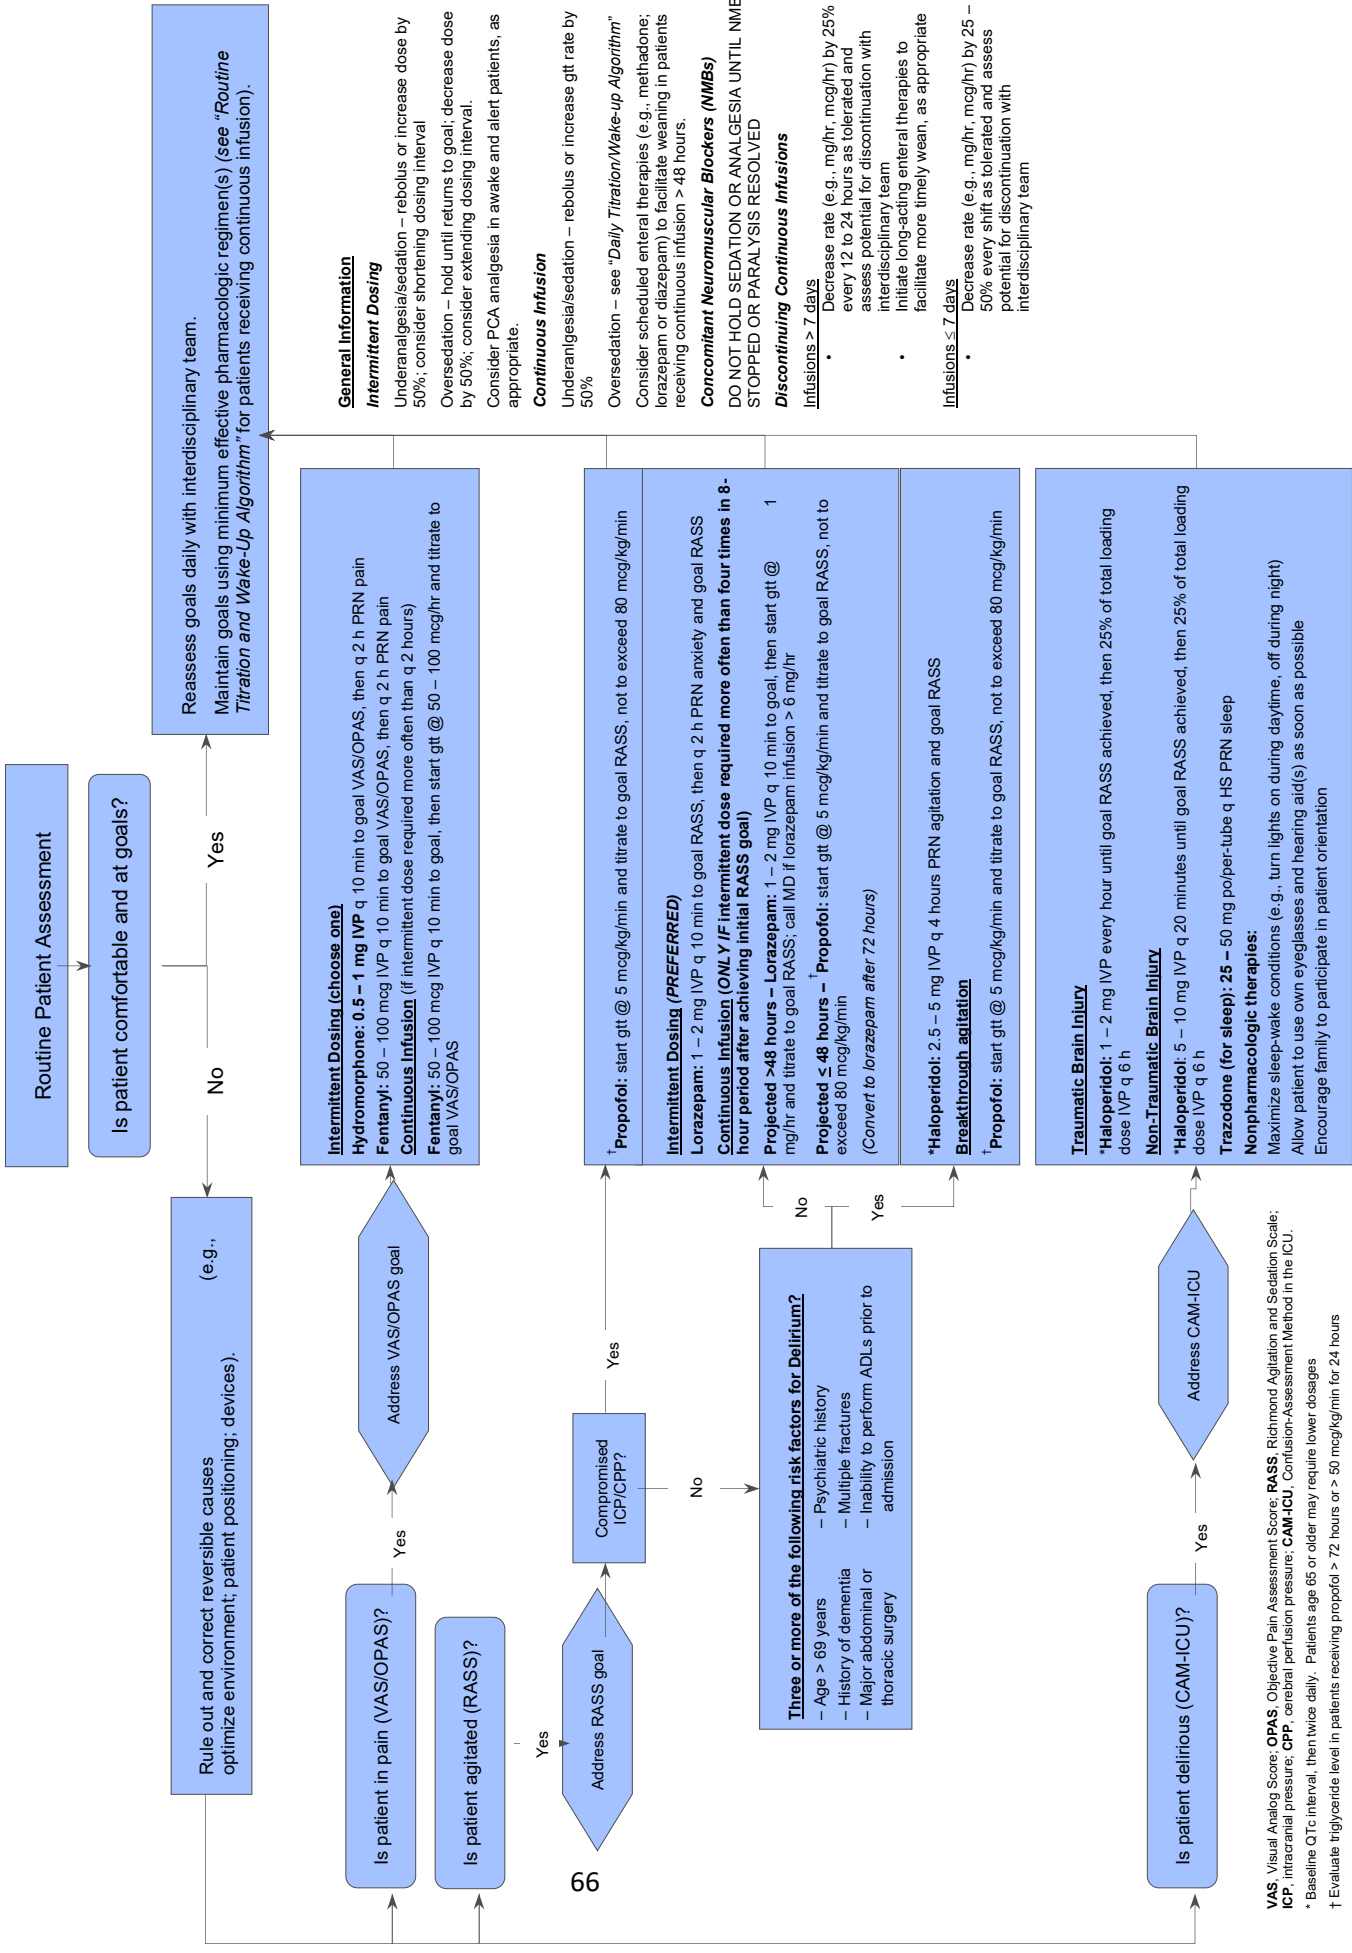 Routine Patient Assessment
Is patient comfortable and at goals?
Yes
No
Reassess goals daily with interdisciplinary team.
Maintain goals using minimum effective pharmacologic regimen(s) (see "Routine
Titration and Wake-Up Algorithm" for patients receiving continuous infusion).
Rule out and correct reversible causes (e.g.,
optimize environment; patient positioning; devices).
Is patient in pain (VAS/OPAS)?
Yes
Address VAS/OPAS goal
Intermittent Dosing (choose one)
Hydromorphone: 0.5 – 1 mg IVP q 10 min to goal VAS/OPAS, then q 2 h PRN pain
Fentanyl: 50 – 100 mcg IVP q 10 min to goal VAS/OPAS, then q 2 h PRN pain
Continuous Infusion (if intermittent dose required more often than q 2 hours)
Fentanyl: 50 – 100 mcg IVP q 10 min to goal, then start gtt @ 50 – 100 mcg/hr and titrate to
goal VAS/OPAS
Is patient agitated (RASS)?
Yes
Address RASS goal
Compromised
ICP/CPP?
Yes
No
†Propofol: start gtt @ 5 mcg/kg/min and titrate to goal RASS, not to exceed 80 mcg/kg/min
Three or more of the following risk factors for Delirium?
– Age > 69 years
– History of dementia
– Major abdominal or
thoracic surgery
– Psychiatric history
– Multiple fractures
– Inability to perform ADLs prior to
admission
No
Yes
Intermittent Dosing (PREFERRED)
Lorazepam: 1 – 2 mg IVP q 10 min to goal RASS, then q 2 h PRN anxiety and goal RASS
Continuous Infusion (ONLY IF intermittent dose required more often than four times in 8-
hour period after achieving initial RASS goal)
Projected >48 hours – Lorazepam: 1 – 2 mg IVP q 10 min to goal, then start gtt @ 1
mg/hr and titrate to goal RASS; call MD if lorazepam infusion > 6 mg/hr
Projected ≤ 48 hours – †Propofol: start gtt @ 5 mcg/kg/min and titrate to goal RASS, not to
exceed 80 mcg/kg/min
(Convert to lorazepam after 72 hours)
*Haloperidol: 2.5 – 5 mg IVP q 4 hours PRN agitation and goal RASS
Breakthrough agitation
†Propofol: start gtt @ 5 mcg/kg/min and titrate to goal RASS, not to exceed 80 mcg/kg/min
Is patient delirious (CAM-ICU)?
Yes
Address CAM-ICU
Traumatic Brain Injury
*Haloperidol: 1 – 2 mg IVP every hour until goal RASS achieved, then 25% of total loading
dose IVP q 6 h
Non-Traumatic Brain Injury
*Haloperidol: 5 – 10 mg IVP q 20 minutes until goal RASS achieved, then 25% of total loading
dose IVP q 6 h
Trazodone (for sleep): 25 – 50 mg po/per-tube q HS PRN sleep
Nonpharmacologic therapies:
Maximize sleep-wake conditions (e.g., turn lights on during daytime, off during night)
Allow patient to use own eyeglasses and hearing aid(s) as soon as possible
Encourage family to participate in patient orientation
General Information
Intermittent Dosing
Underanalgesia/sedation – rebolus or increase dose by
50%; consider shortening dosing interval
Oversedation – hold until returns to goal; decrease dose
by 50%; consider extending dosing interval.
Consider PCA analgesia in awake and alert patients, as
appropriate.
Continuous Infusion
Underanlgesia/sedation – rebolus or increase gtt rate by
50%
Oversedation – see "Daily Titration/Wake-up Algorithm"
Consider scheduled enteral therapies (e.g., methadone;
lorazepam or diazepam) to facilitate weaning in patients
receiving continuous infusion > 48 hours.
Concomitant Neuromuscular Blockers (NMBs)
DO NOT HOLD SEDATION OR ANALGESIA UNTIL NMB
STOPPED OR PARALYSIS RESOLVED
Discontinuing Continuous Infusions
Infusions > 7 days
• Decrease rate (e.g., mg/hr, mcg/hr) by 25%
every 12 to 24 hours as tolerated and
assess potential for discontinuation with
interdisciplinary team
• Initiate long-acting enteral therapies to
facilitate more timely wean, as appropriate
Infusions ≤ 7 days
• Decrease rate (e.g., mg/hr, mcg/hr) by 25 –
50% every shift as tolerated and assess
potential for discontinuation with
interdisciplinary team
VAS, Visual Analog Score; OPAS, Objective Pain Assessment Score; RASS, Richmond Agitation and Sedation Scale;
ICP, intracranial pressure; CPP, cerebral perfusion pressure; CAM-ICU, Confusion-Assessment Method in the ICU.
* Baseline QTc interval, then twice daily. Patients age 65 or older may require lower dosages
† Evaluate triglyceride level in patients receiving propofol > 72 hours or > 50 mcg/kg/min for 24 hours
66